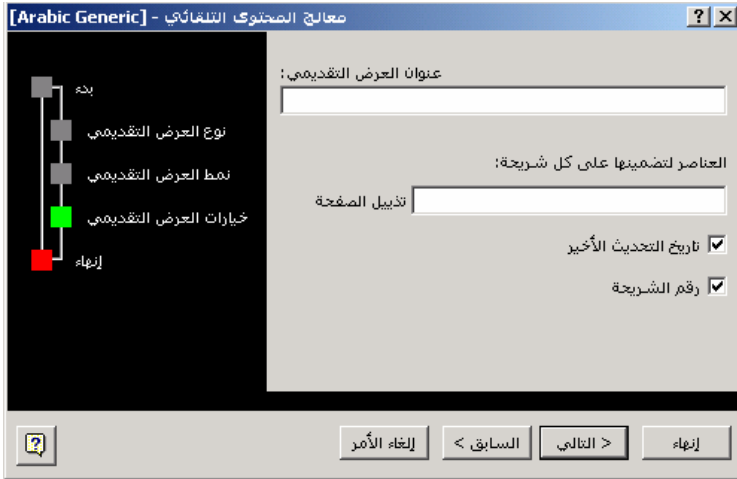 معالج المحتوى التلقائي - [Arabic Generic]
بدء
نوع العرض التقديمي
نمط العرض التقديمي
خيارات العرض التقديمي
إنهاء
عنوان العرض التقديمي:
العناصر لتضمينها على كل شريحة:
تذييل الصفحة
تاريخ التحديث الأخير
رقم الشريحة
إلغاء الأمر
السابق >
< التالي
إنهاء